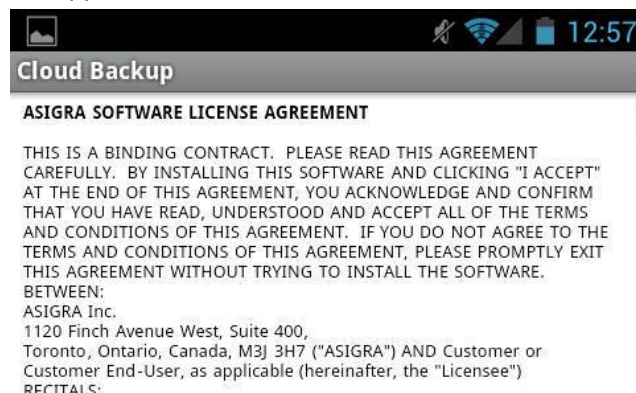 12:57
Cloud Backup
ASIGRA SOFTWARE LICENSE AGREEMENT
THIS IS A BINDING CONTRACT.  PLEASE READ THIS AGREEMENT
CAREFULLY.  BY INSTALLING THIS SOFTWARE AND CLICKING "I ACCEPT"
AT THE END OF THIS AGREEMENT, YOU ACKNOWLEDGE AND CONFIRM
THAT YOU HAVE READ, UNDERSTOOD AND ACCEPT ALL OF THE TERMS
AND CONDITIONS OF THIS AGREEMENT.  IF YOU DO NOT AGREE TO THE
TERMS AND CONDITIONS OF THIS AGREEMENT, PLEASE PROMPTLY EXIT
THIS AGREEMENT WITHOUT TRYING TO INSTALL THE SOFTWARE.
BETWEEN:
ASIGRA Inc.
1120 Finch Avenue West, Suite 400,
Toronto, Ontario, Canada, M3J 3H7 ("ASIGRA") AND Customer or
Customer End-User, as applicable (hereinafter, the "Licensee")
RECITALS: